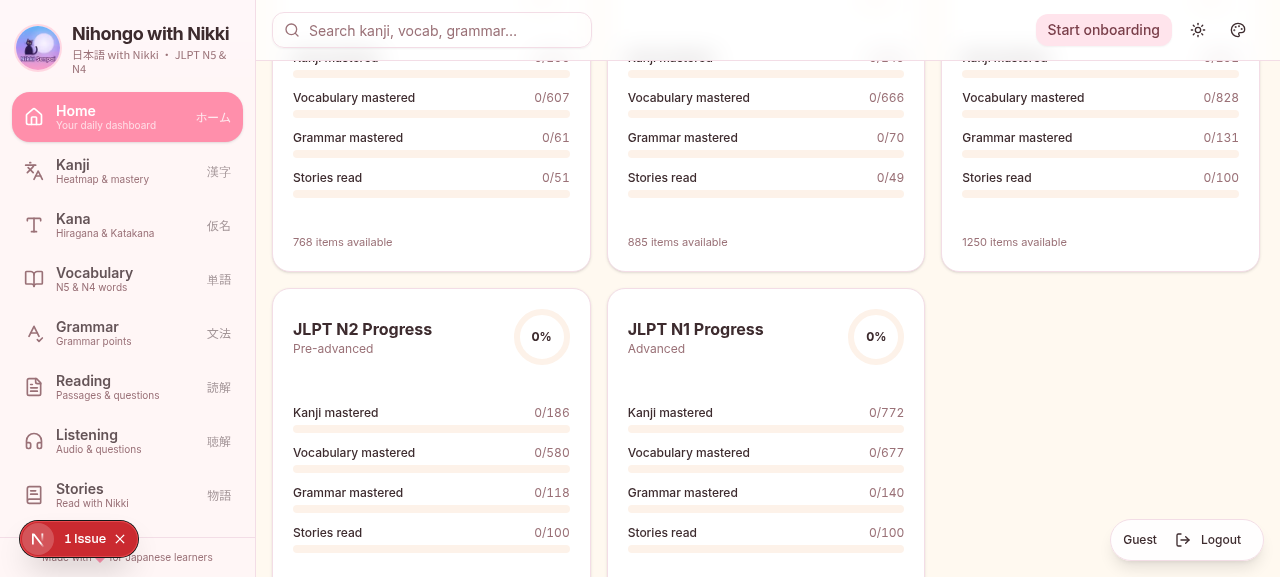 Nihongo with Nikki
日本語 with Nikki ・ JLPT N5 &
N4
Home
Your daily dashboard
ホーム
Kanji
Heatmap & mastery
漢字
Kana
Hiragana & Katakana
仮名
Vocabulary
N5 & N4 words
単語
Grammar
Grammar points
文法
Reading
Passages & questions
読解
Listening
Audio & questions
聴解
Stories
Read with Nikki
物語
1 Issue
for Japanese learners
Search kanji, vocab, grammar...
Start onboarding
Vocabulary mastered 0/607
Grammar mastered 0/61
Stories read 0/51
768 items available
Vocabulary mastered 0/666
Grammar mastered 0/70
Stories read 0/49
885 items available
Vocabulary mastered 0/828
Grammar mastered 0/131
Stories read 0/100
1250 items available
JLPT N2 Progress
Pre-advanced
0%
Kanji mastered 0/186
Vocabulary mastered 0/580
Grammar mastered 0/118
Stories read 0/100
JLPT N1 Progress
Advanced
0%
Kanji mastered 0/772
Vocabulary mastered 0/677
Grammar mastered 0/140
Stories read 0/100
Guest
Logout